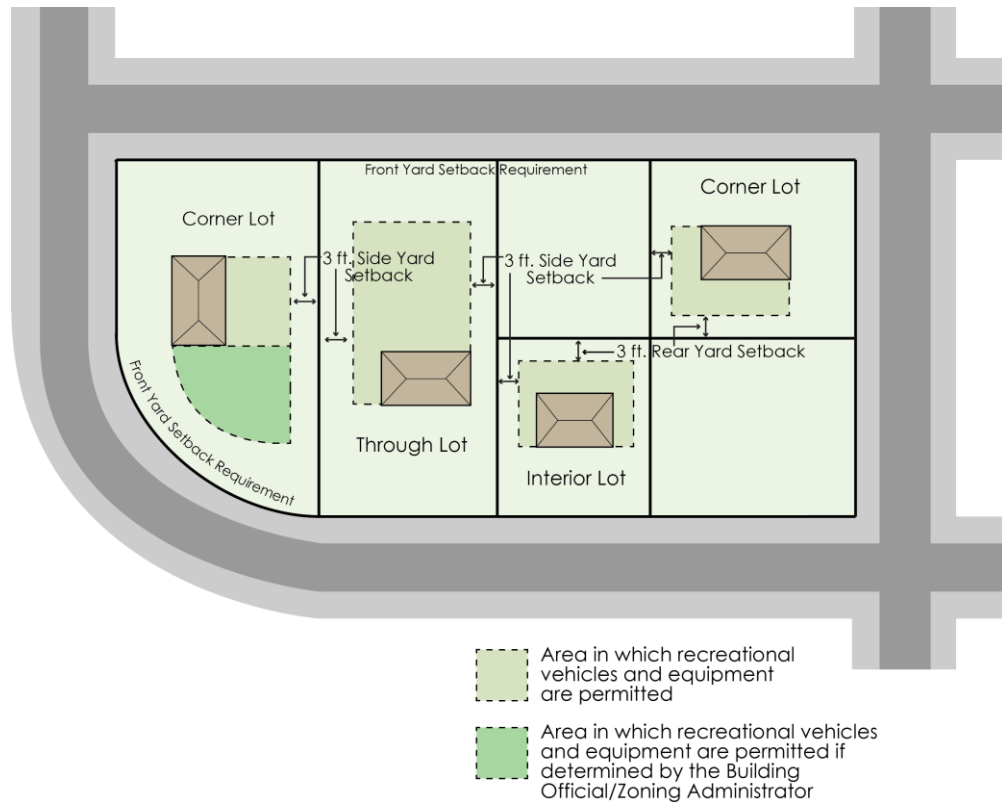 Front Yard Setback Requirement
Corner Lot
Corner Lot
3 ft. Side Yard
Setback
3 ft. Side Yard
Setback
3 ft. Rear Yard Setback
Front Yard Setback Requirement
Through Lot
Interior Lot
Area in which recreational
vehicles and equipment
are permitted
Area in which recreational vehicles
and equipment are permitted if
determined by the Building
Official/Zoning Administrator